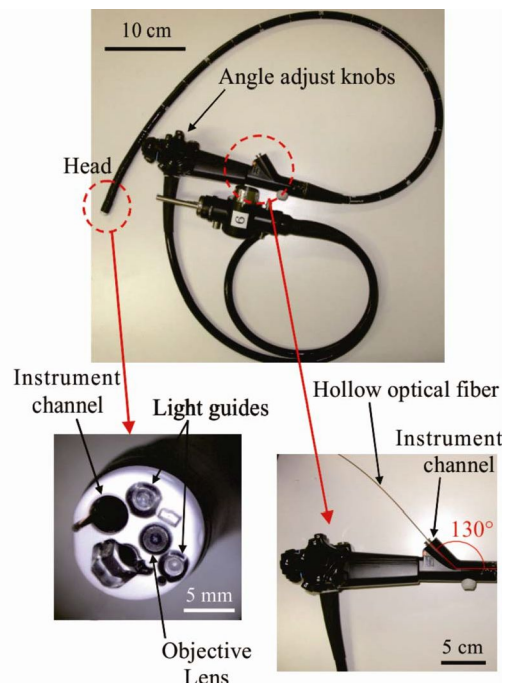 10 cm
Angle adjust knobs
Head
6
Instrument
channel
Light guides
Hollow optical fiber
Instrument
channel
130°
5 mm
5 cm
Objective
Lens